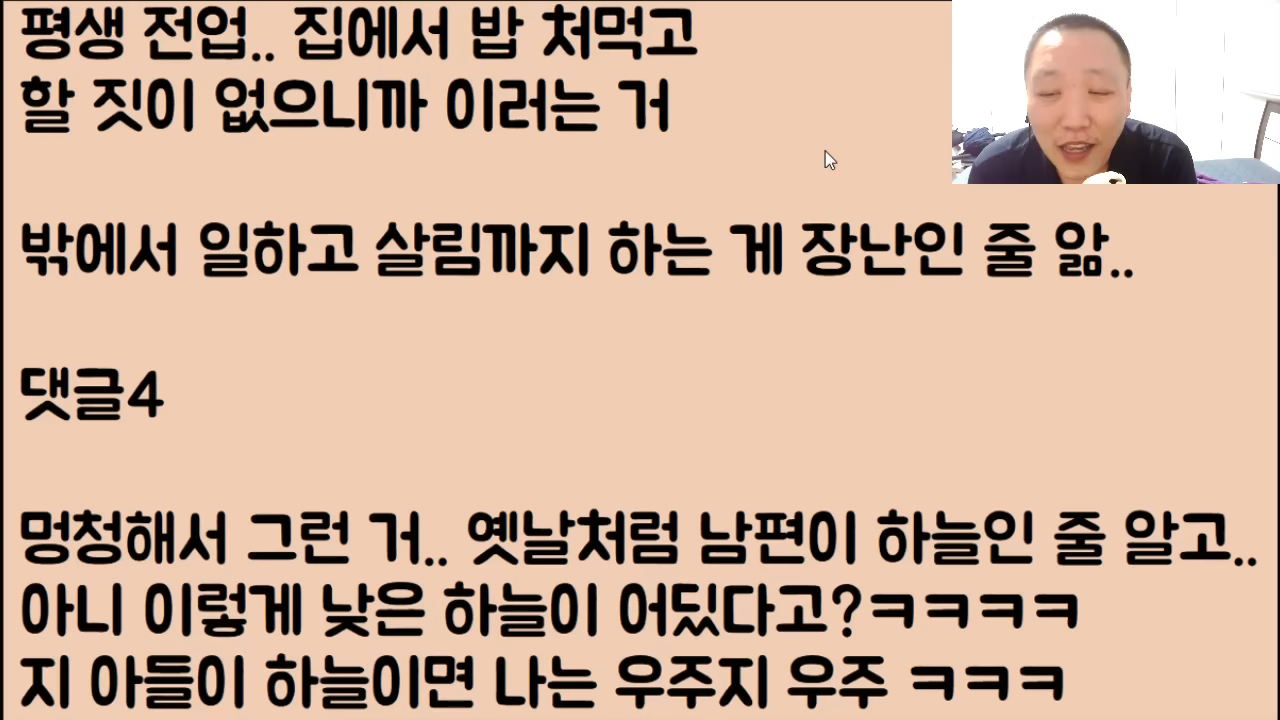 평생 전업.. 집에서 밥 처먹고
할 짓이 없으니까 이러는 거
밖에서 일하고 살림까지 하는 게 장난인 줄 앎..
댓글4
멍청해서 그런 거.. 옛날처럼 남편이 하늘인 줄 알고..
아니 이렇게 낮은 하늘이 어딨다고?ㅋㅋㅋㅋ
지 아들이 하늘이면 나는 우주지 우주 ㅋㅋㅋ